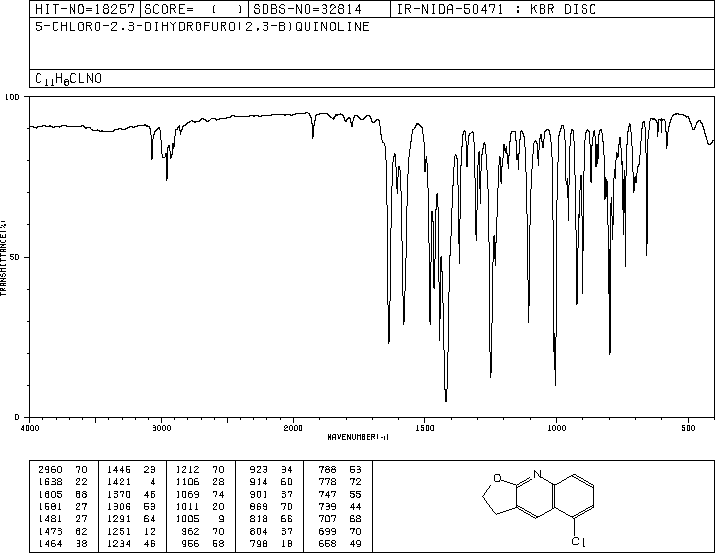 HIT-NO=18257 SCORE= ( ) SDBS-NO=32814 IR-NIDA-50471 : KBR DISC
5-CHLORO-2,3-DIHYDROFURO(2,3-B)QUINOLINE
C11H8CLNO
100
50
0
TRANSMITTANCE(%)
4000 3000 2000 1500 1000 500
WAVENUMBER(-1)
2960 70 1446 23 1212 70 923 34 788 53
1638 22 1421 4 1106 28 914 60 778 72
1605 68 1370 46 1069 74 901 37 747 55
1581 27 1306 53 1011 20 869 70 739 44
1481 27 1291 64 1005 9 818 66 707 68
1473 62 1251 12 962 70 804 37 699 70
1464 38 1234 46 956 58 798 18 658 49
O N
Cl